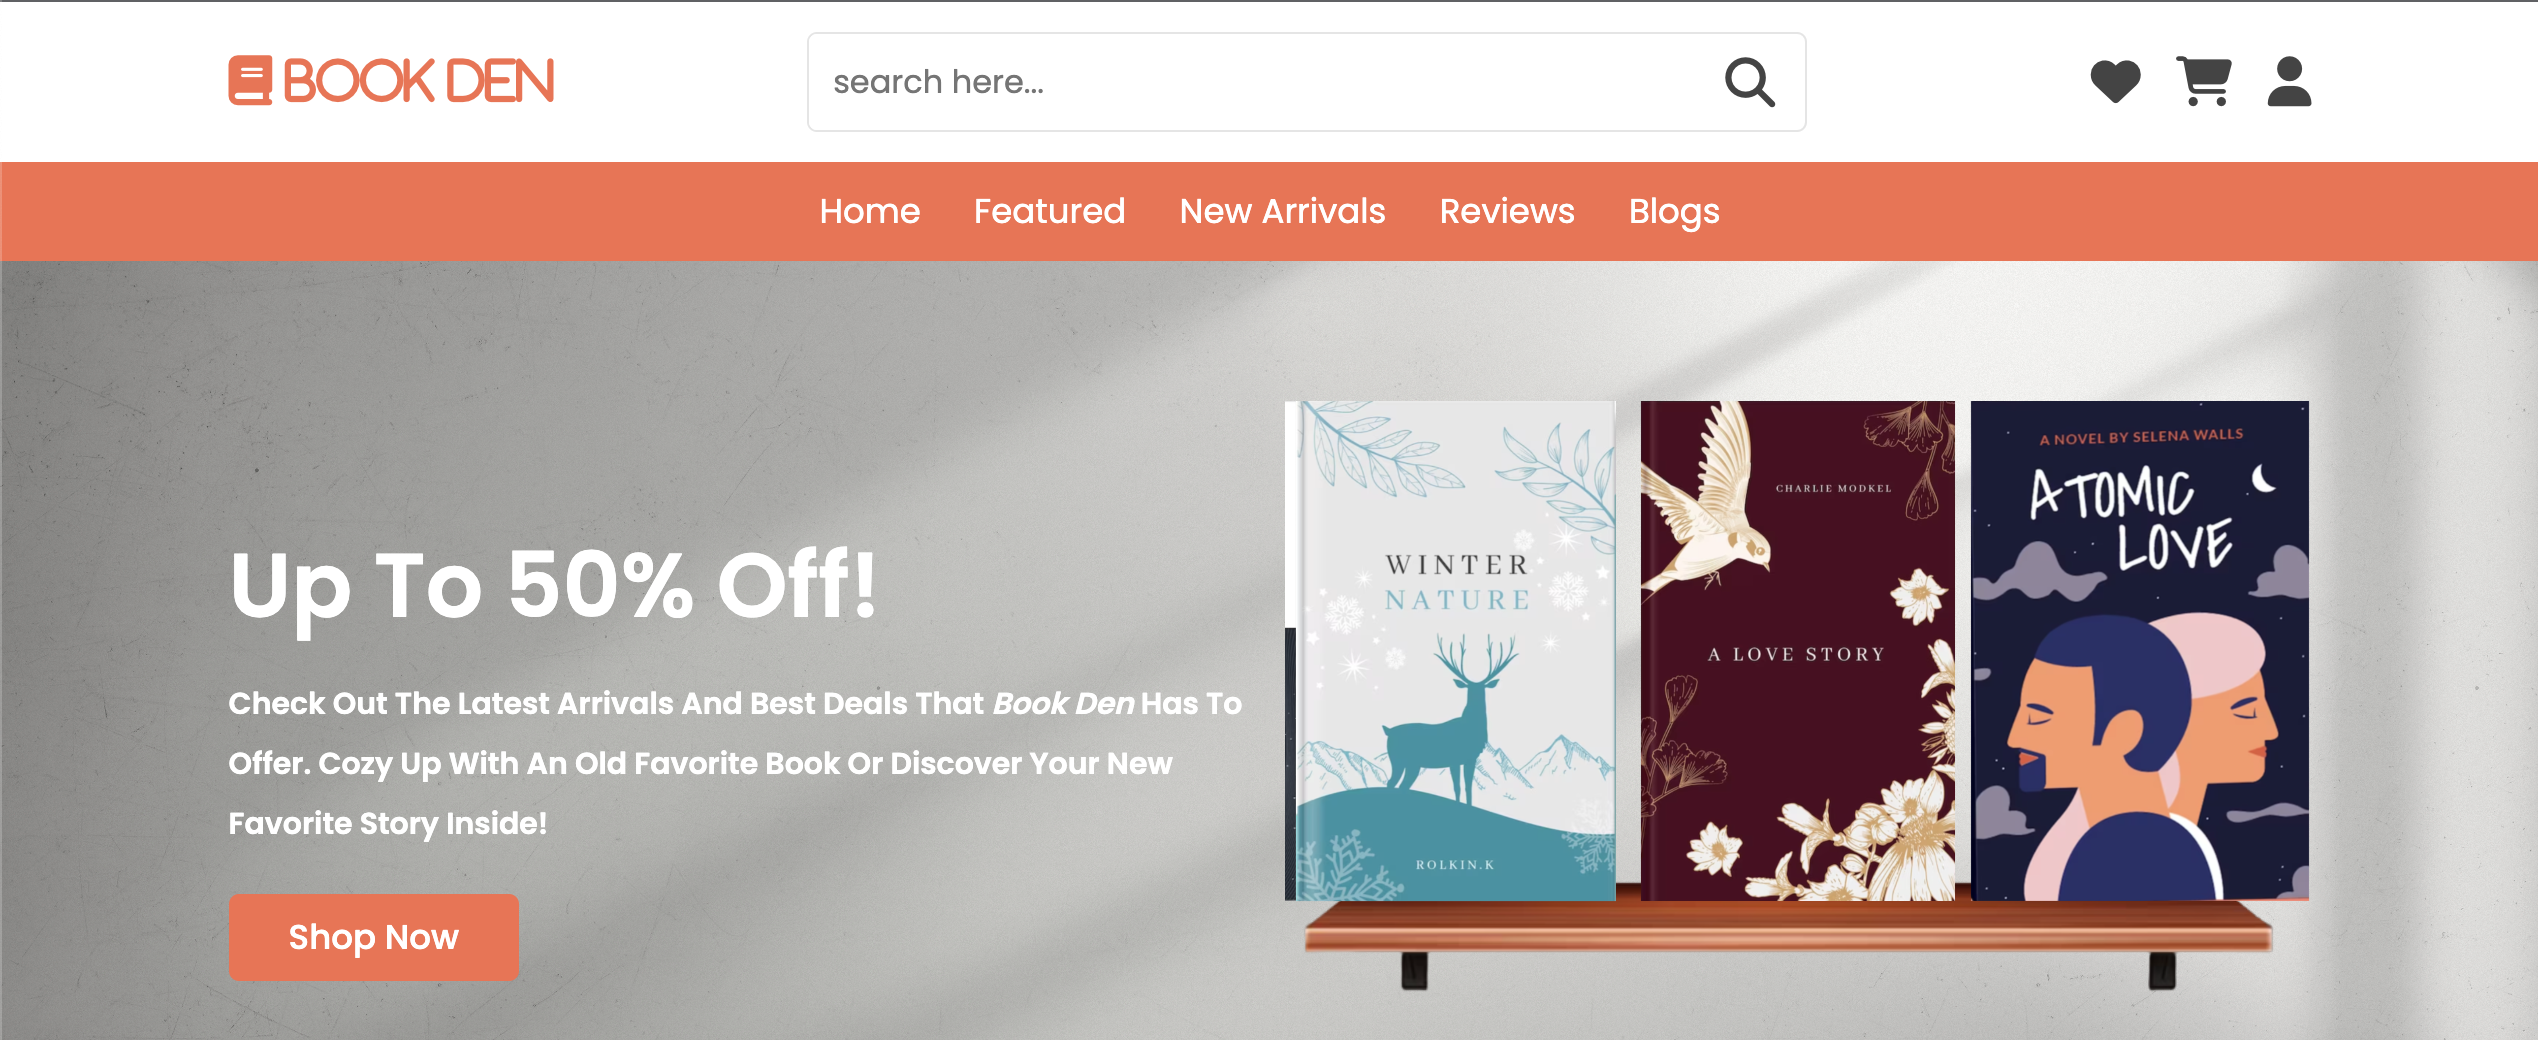 BOOK DEN
search here...
Home Featured New Arrivals Reviews Blogs
Up To 50% Off!
Check Out The Latest Arrivals And Best Deals That Book Den Has To
Offer. Cozy Up With An Old Favorite Book Or Discover Your New
Favorite Story Inside!
Shop Now
WINTER
NATURE
ROLKIN.K
CHARLIE MODKEL
A LOVE STORY
A NOVEL BY SELENA WALLS
ATOMIC
LOVE